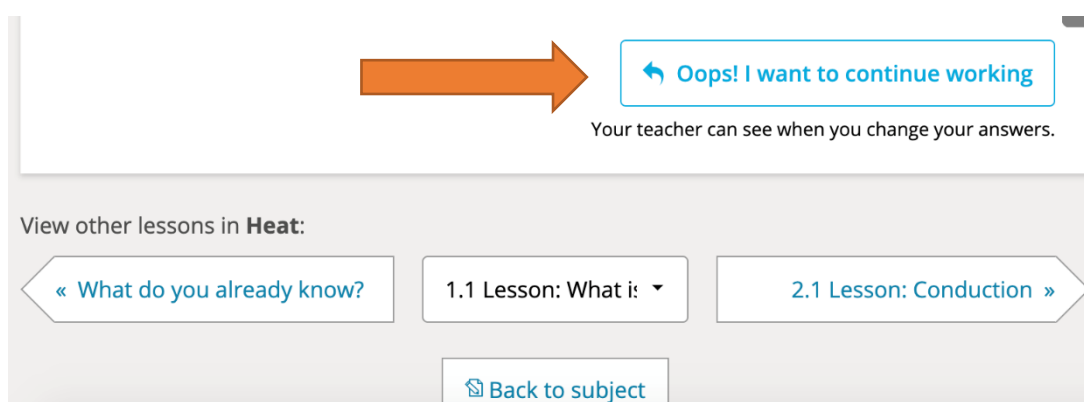 Oops! I want to continue working
Your teacher can see when you change your answers.
View other lessons in Heat:
« What do you already know?
1.1 Lesson: What is
2.1 Lesson: Conduction »
Back to subject